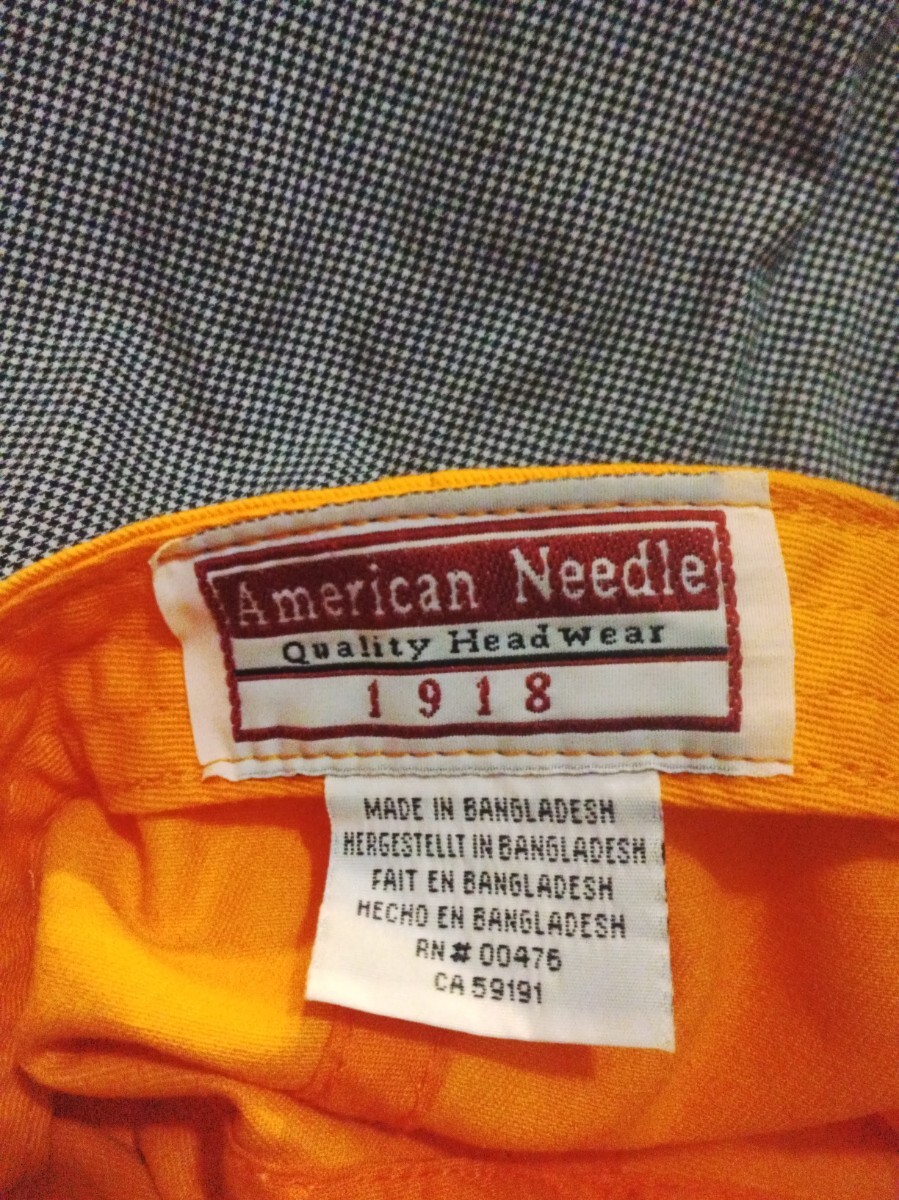 American Needle
Quality Headwear
1918
MADE IN BANGLADESH
HERGESTELLT IN BANGLADESH
FAIT EN BANGLADESH
HECHO EN BANGLADESH
RN # 00476
CA 59191